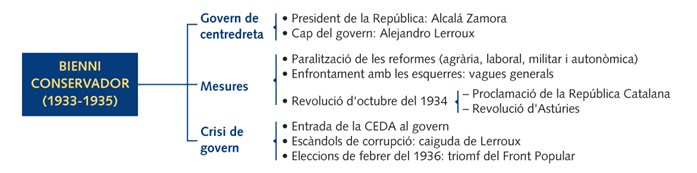 BIENNI
CONSERVADOR
(1933-1935)
Govern de
centredreta
• President de la República: Alcalá Zamora
• Cap del govern: Alejandro Lerroux
Mesures
• Paralització de les reformes (agrària, laboral, militar i autonòmica)
• Enfrontament amb les esquerres: vagues generals
• Revolució d'octubre del 1934
– Proclamació de la República Catalana
– Revolució d'Astúries
Crisi de
govern
• Entrada de la CEDA al govern
• Escàndols de corrupció: caiguda de Lerroux
• Eleccions de febrer del 1936: triomf del Front Popular